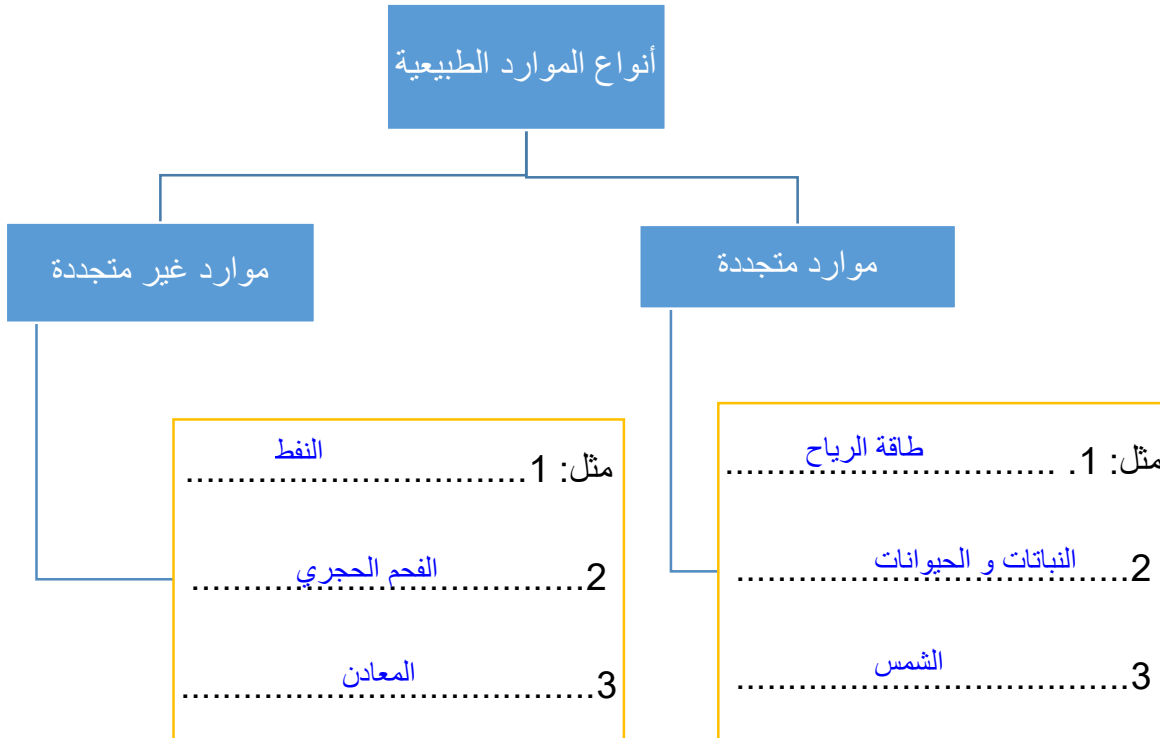 أنواع الموارد الطبيعية
موارد متجددة
موارد غير متجددة
مثل: 1. ................................ طاقة الرياح
2...................................... النباتات و الحيوانات
3...................................... الشمس
مثل: 1................................. النفط
2...................................... الفحم الحجري
3........................................ المعادن